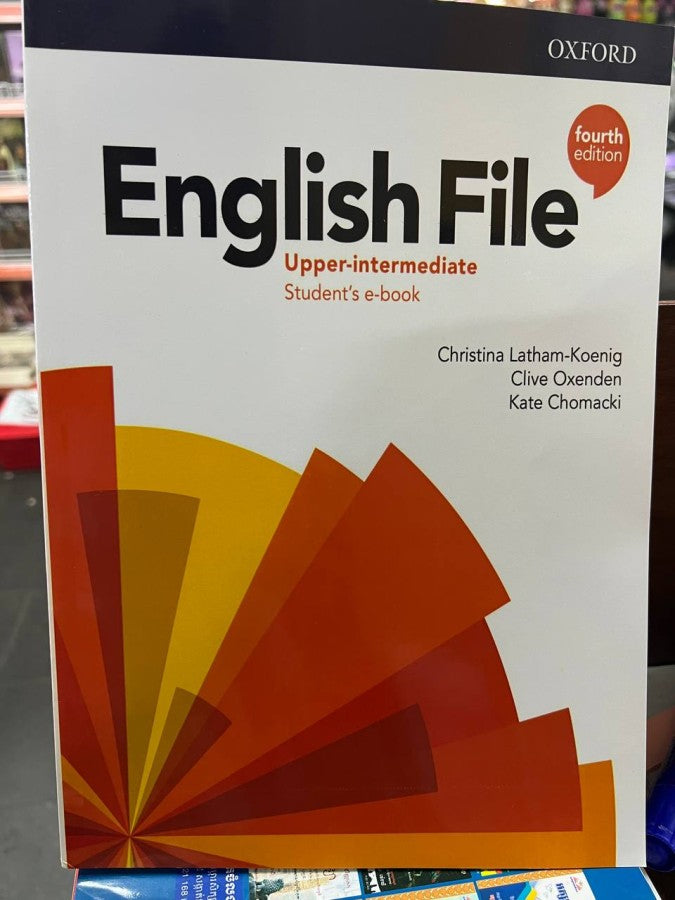 OXFORD
fourth
edition
English File
Upper-intermediate
Student's e-book
Christina Latham-Koenig
Clive Oxenden
Kate Chomacki